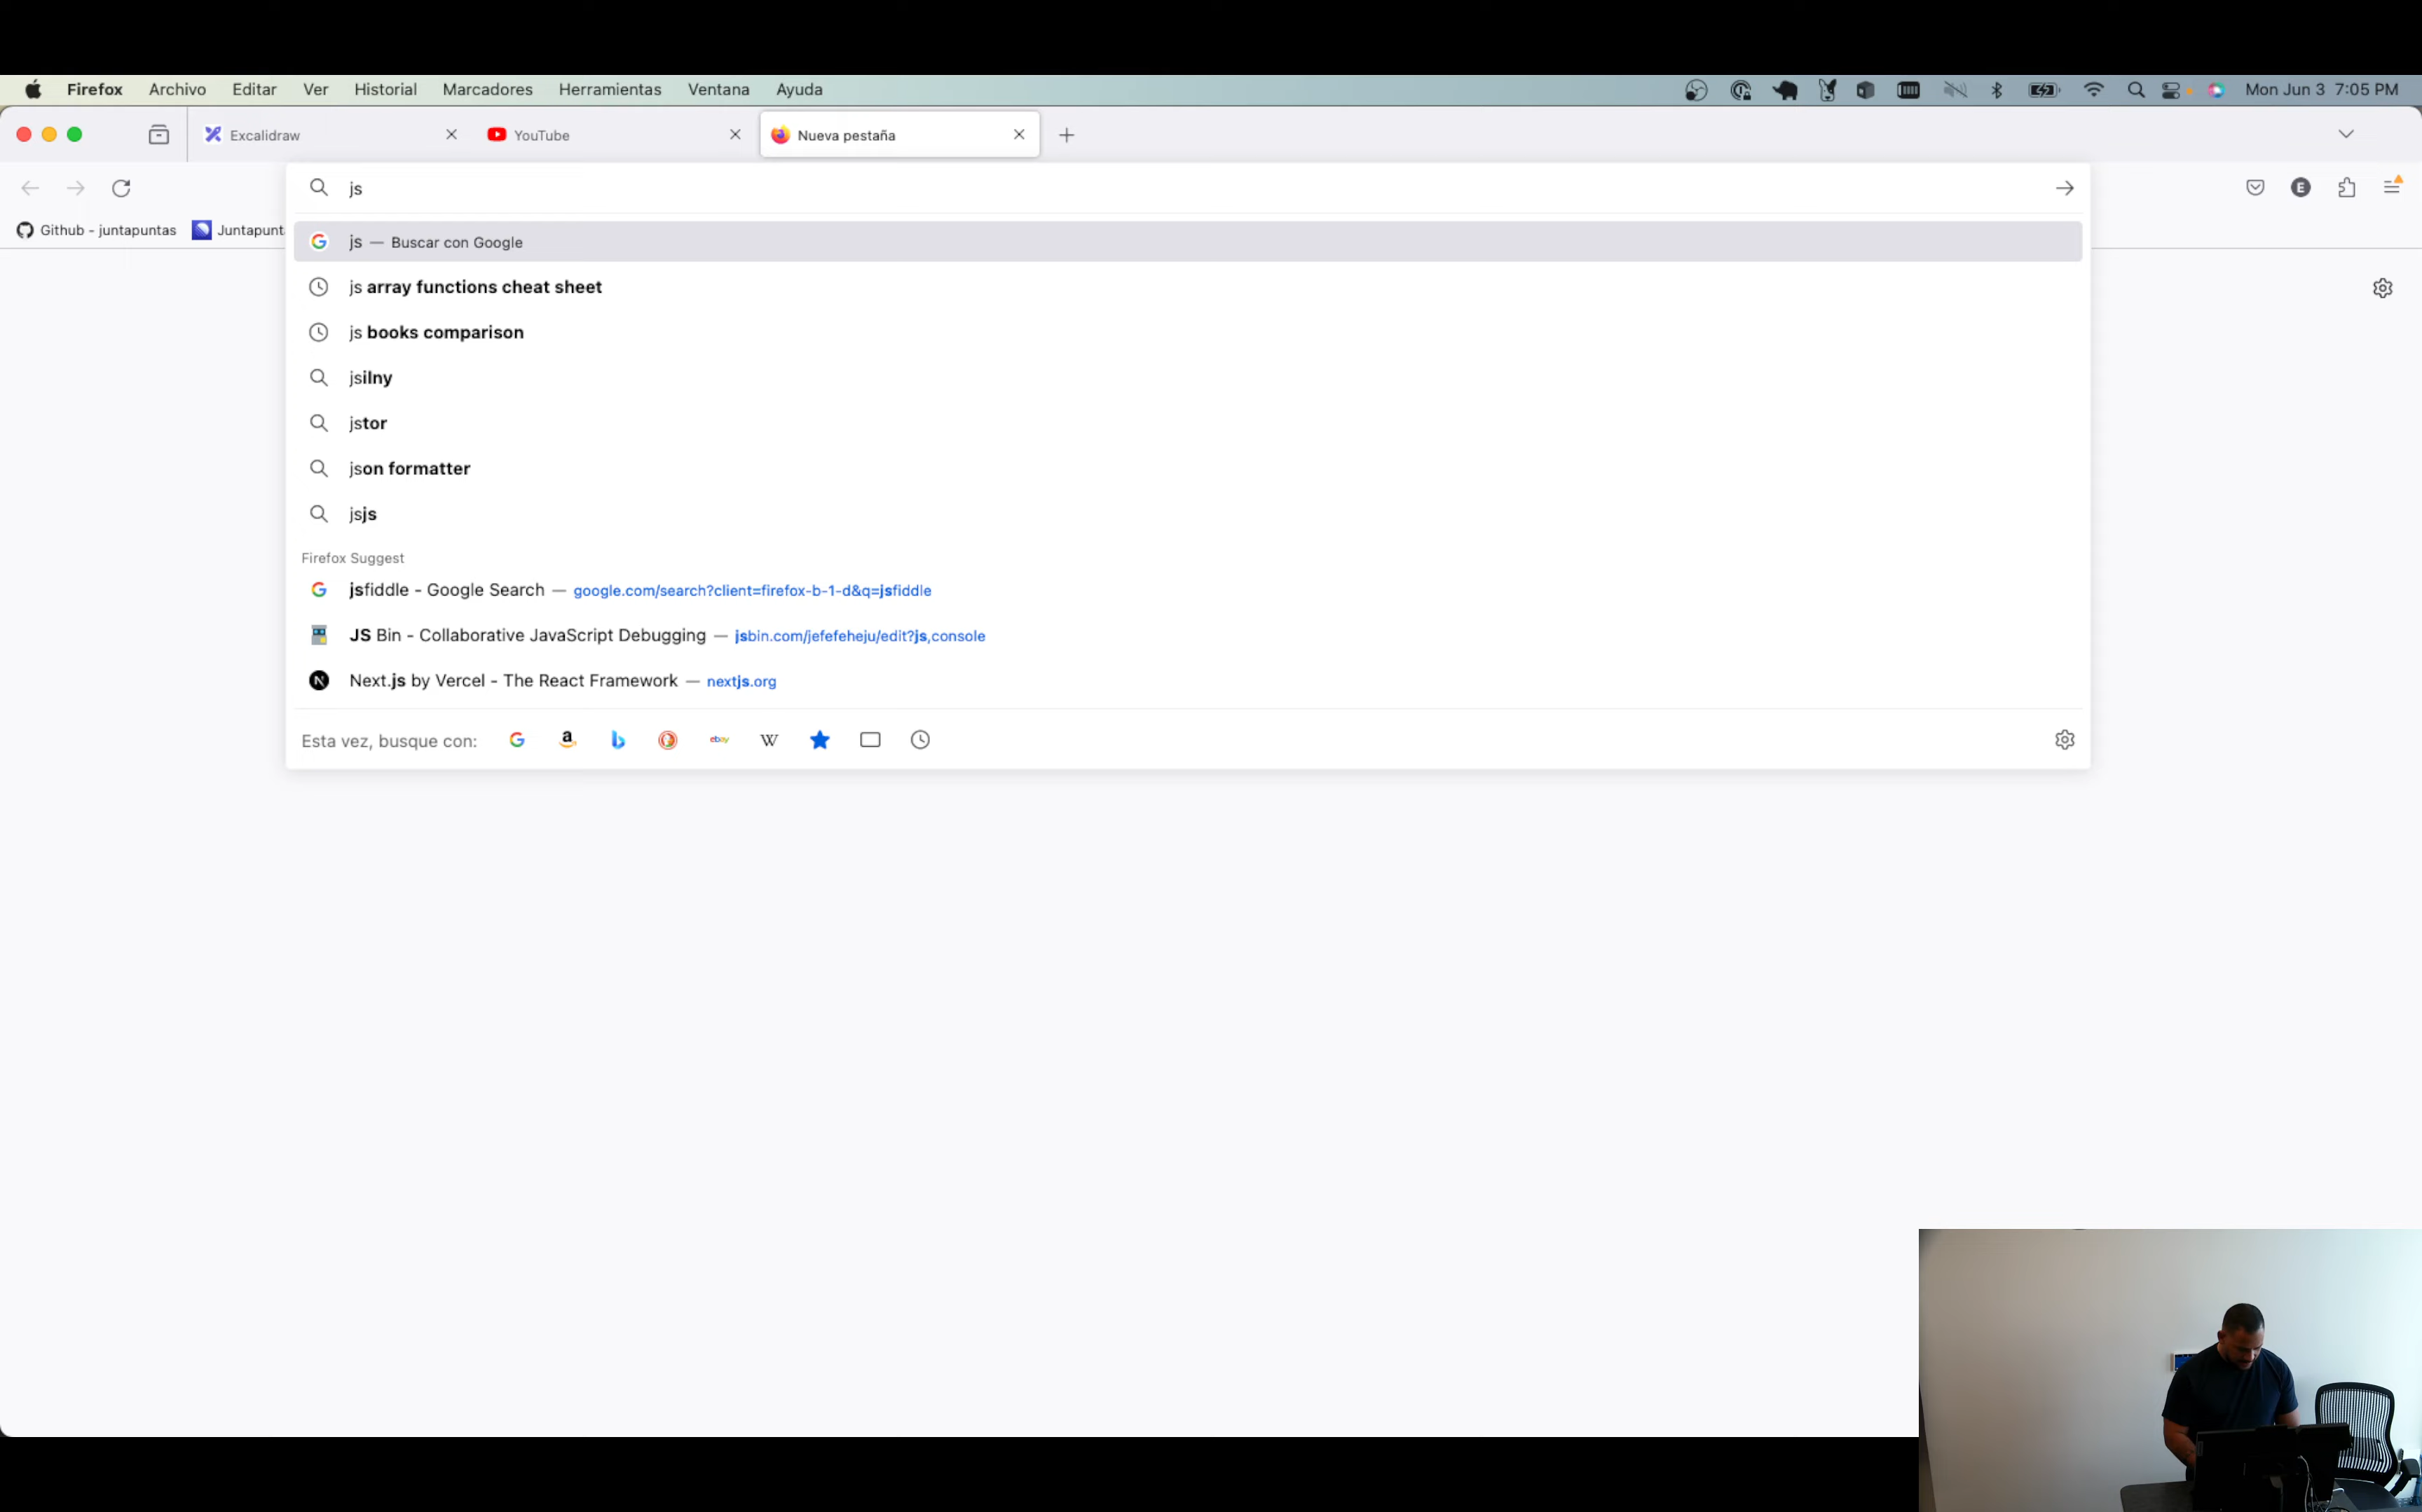 Firefox Archivo Editar Ver Historial Marcadores Herramientas Ventana Ayuda Mon Jun 3 7:05 PM
Excalidraw YouTube Nueva pestaña
js
E
Github - juntapuntas Juntapunt
js — Buscar con Google
js array functions cheat sheet
js books comparison
jsilny
jstor
json formatter
jsjs
Firefox Suggest
jsfiddle - Google Search — google.com/search?client=firefox-b-1-d&q=jsfiddle
JS Bin - Collaborative JavaScript Debugging — jsbin.com/jefefeheju/edit?js,console
Next.js by Vercel - The React Framework — nextjs.org
Esta vez, busque con: G a b ebay W